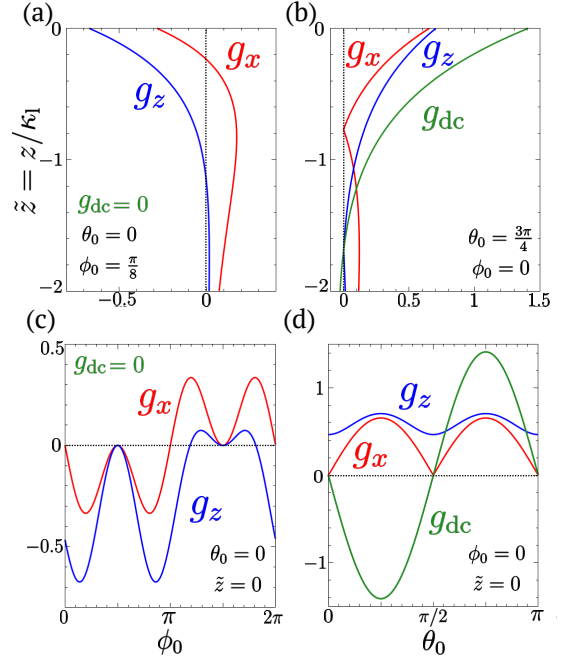 (a)
0
−1
−2
−0.5
0
z̃ = z/κ₁
g_x
g_z
g_dc = 0
θ₀ = 0
ϕ₀ = π/8
(b)
0
−1
−2
0
0.5
1
1.5
g_x
g_z
g_dc
θ₀ = 3π/4
ϕ₀ = 0
(c)
0.5
0
−0.5
0
π
2π
ϕ₀
g_dc = 0
g_x
g_z
θ₀ = 0
z̃ = 0
(d)
1
0
−1
0
π/2
π
θ₀
g_z
g_x
g_dc
ϕ₀ = 0
z̃ = 0